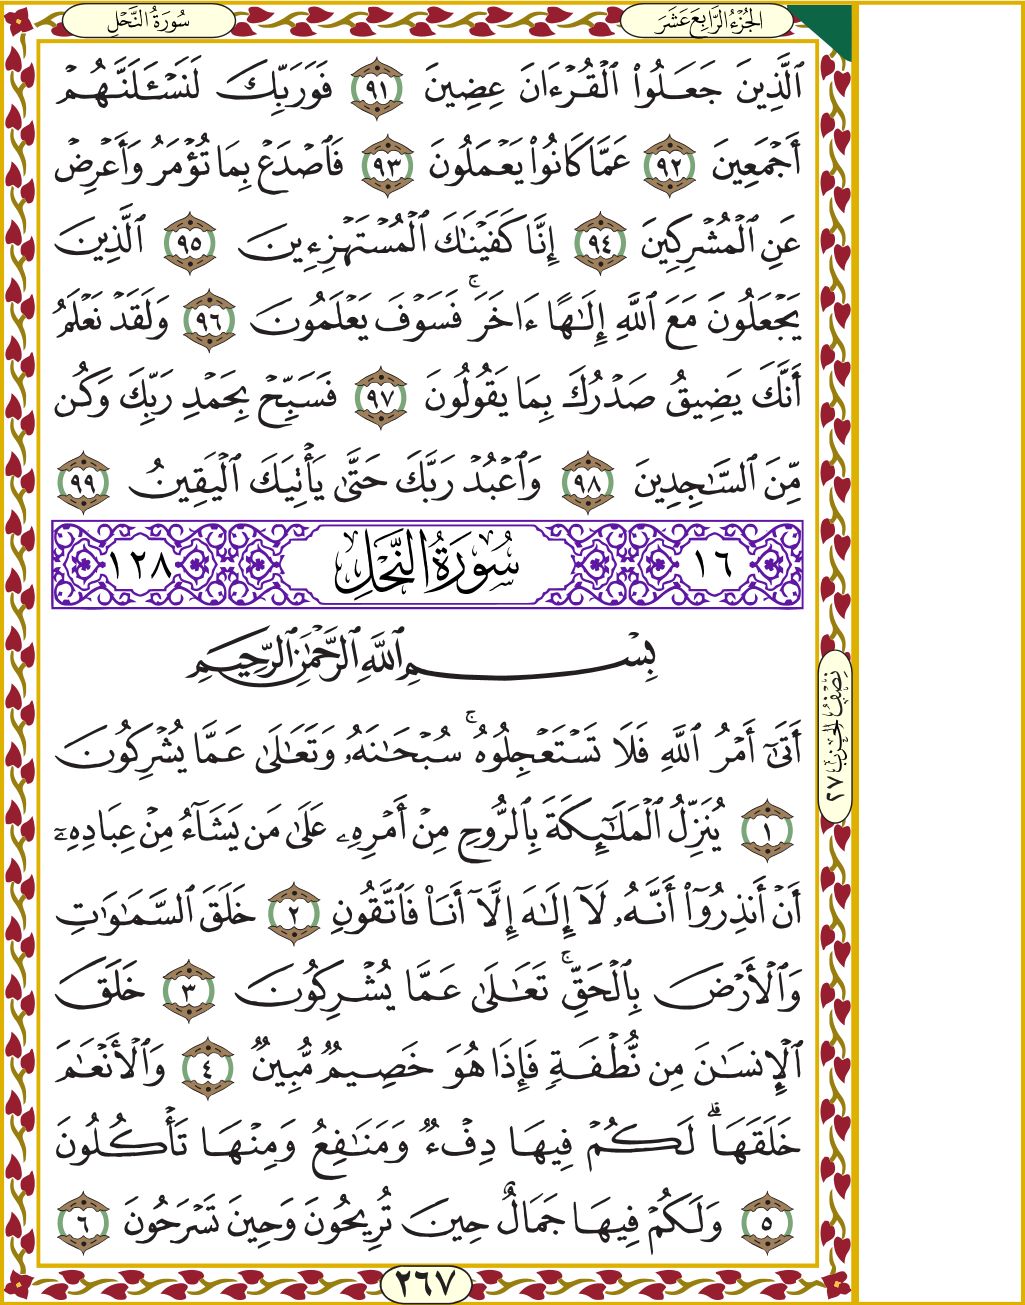 سُورَةُ النَّحْلِ
الجُزْءُ الرَّابِعَ عَشَرَ
ٱلَّذِينَ جَعَلُوا۟ ٱلْقُرْءَانَ عِضِينَ ٩١ فَوَرَبِّكَ لَنَسْـَٔلَنَّهُمْ
أَجْمَعِينَ ٩٢ عَمَّا كَانُوا۟ يَعْمَلُونَ ٩٣ فَٱصْدَعْ بِمَا تُؤْمَرُ وَأَعْرِضْ
عَنِ ٱلْمُشْرِكِينَ ٩٤ إِنَّا كَفَيْنَـٰكَ ٱلْمُسْتَهْزِءِينَ ٩٥ ٱلَّذِينَ
يَجْعَلُونَ مَعَ ٱللَّهِ إِلَـٰهًا ءَاخَرَ ۚ فَسَوْفَ يَعْلَمُونَ ٩٦ وَلَقَدْ نَعْلَمُ
أَنَّكَ يَضِيقُ صَدْرُكَ بِمَا يَقُولُونَ ٩٧ فَسَبِّحْ بِحَمْدِ رَبِّكَ وَكُن
مِّنَ ٱلسَّـٰجِدِينَ ٩٨ وَٱعْبُدْ رَبَّكَ حَتَّىٰ يَأْتِيَكَ ٱلْيَقِينُ ٩٩
١٦ سُورَةُ النَّحْلِ ١٢٨
بِسْمِ ٱللَّهِ ٱلرَّحْمَـٰنِ ٱلرَّحِيمِ
أَتَىٰٓ أَمْرُ ٱللَّهِ فَلَا تَسْتَعْجِلُوهُ ۚ سُبْحَـٰنَهُۥ وَتَعَـٰلَىٰ عَمَّا يُشْرِكُونَ
١ يُنَزِّلُ ٱلْمَلَـٰٓئِكَةَ بِٱلرُّوحِ مِنْ أَمْرِهِۦ عَلَىٰ مَن يَشَآءُ مِنْ عِبَادِهِۦٓ
أَنْ أَنذِرُوٓا۟ أَنَّهُۥ لَآ إِلَـٰهَ إِلَّآ أَنَا۠ فَٱتَّقُونِ ٢ خَلَقَ ٱلسَّمَـٰوَٰتِ
وَٱلْأَرْضَ بِٱلْحَقِّ ۚ تَعَـٰلَىٰ عَمَّا يُشْرِكُونَ ٣ خَلَقَ
ٱلْإِنسَـٰنَ مِن نُّطْفَةٍ فَإِذَا هُوَ خَصِيمٌ مُّبِينٌ ٤ وَٱلْأَنْعَـٰمَ
خَلَقَهَا ۗ لَكُمْ فِيهَا دِفْءٌ وَمَنَـٰفِعُ وَمِنْهَا تَأْكُلُونَ
٥ وَلَكُمْ فِيهَا جَمَالٌ حِينَ تُرِيحُونَ وَحِينَ تَسْرَحُونَ ٦
نِصْفُ الحِزْبِ ٢٧
٢٦٧